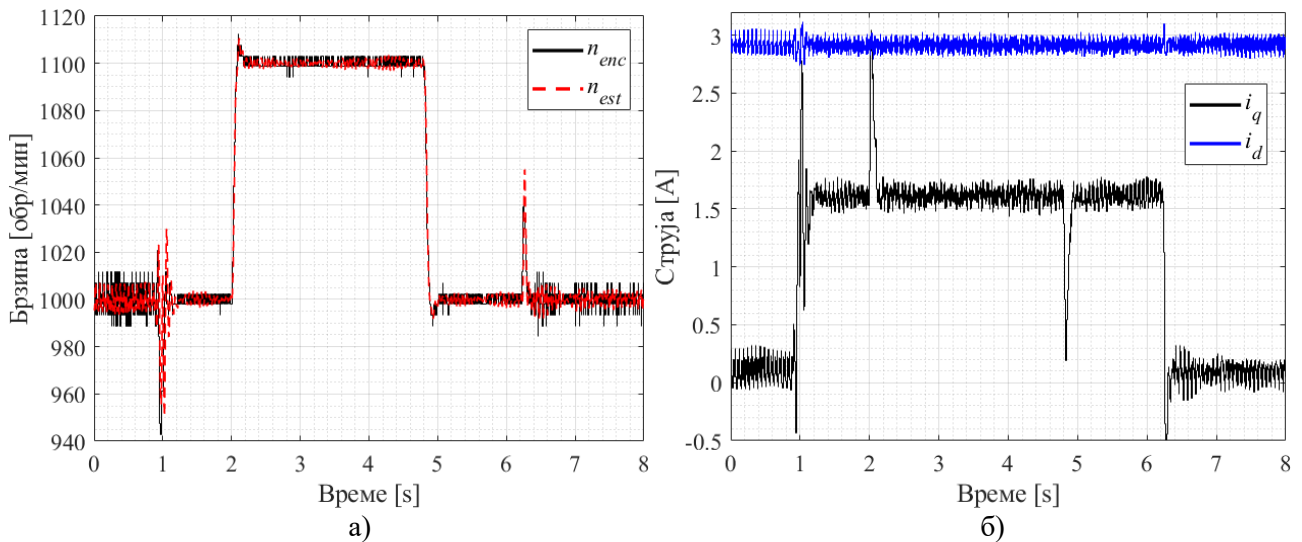 1120
1100
1080
1060
1040
1020
1000
980
960
940
0 1 2 3 4 5 6 7 8
Брзина [обр/мин]
Време [s]
n_enc
n_est
а)
3
2.5
2
1.5
1
0.5
0
-0.5
0 1 2 3 4 5 6 7 8
Струја [А]
Време [s]
i_q
i_d
б)